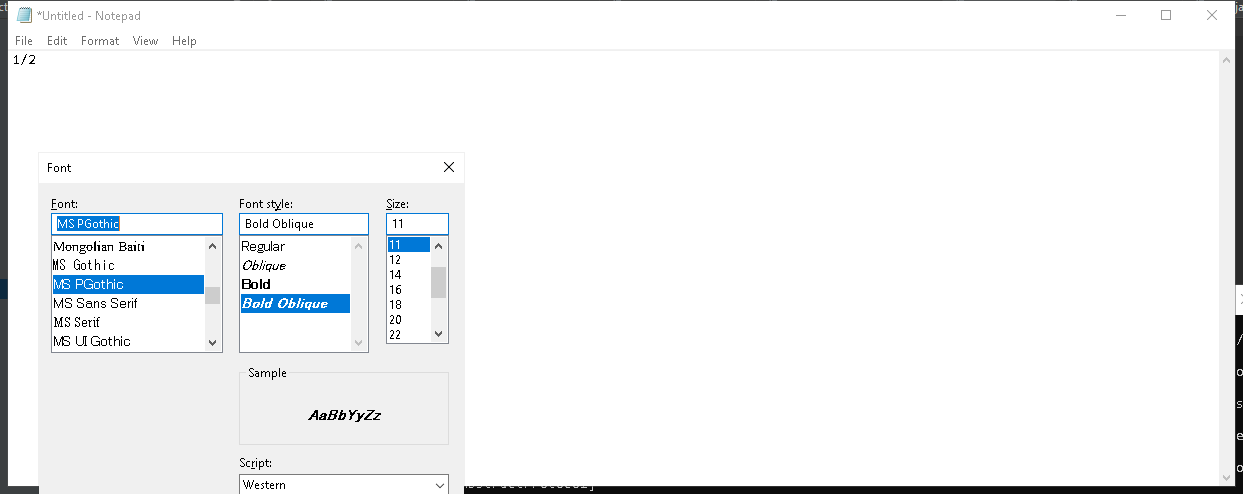 *Untitled - Notepad
File Edit Format View Help
1/2
Font
Font: Font style: Size:
MS PGothic Bold Oblique 11
Mongolian Baiti Regular 11
MS Gothic Oblique 12
MS PGothic Bold 14
MS Sans Serif Bold Oblique 16
MS Serif 18
MS UI Gothic 20
22
Sample
AaBbYyZz
Script:
Western